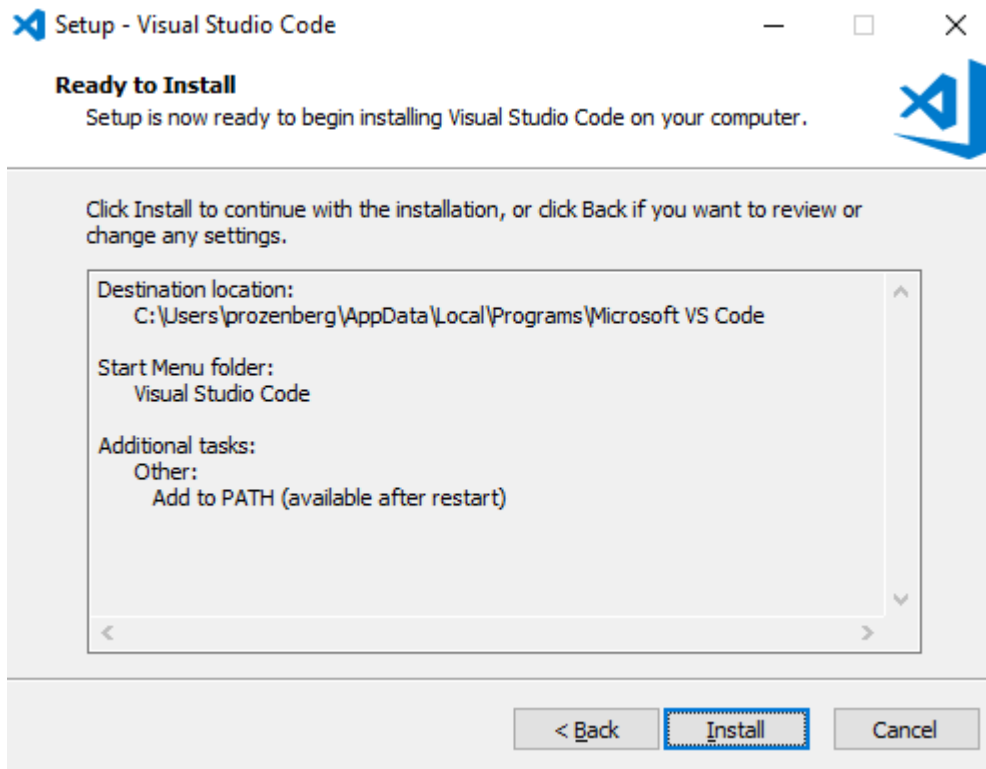 Setup - Visual Studio Code
Ready to Install
Setup is now ready to begin installing Visual Studio Code on your computer.
Click Install to continue with the installation, or click Back if you want to review or
change any settings.
Destination location:
C:\Users\prozenberg\AppData\Local\Programs\Microsoft VS Code
Start Menu folder:
Visual Studio Code
Additional tasks:
Other:
Add to PATH (available after restart)
< Back Install Cancel